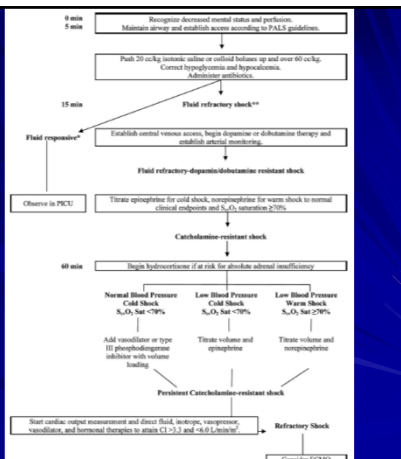 0 min
5 min
Recognize decreased mental status and perfusion.
Maintain airway and establish access according to PALS guidelines.
Push 20 cc/kg isotonic saline or colloid boluses up and over 60 cc/kg.
Correct hypoglycemia and hypocalcemia.
Administer antibiotics.
15 min
Fluid refractory shock**
Fluid responsive*
Establish central venous access, begin dopamine or dobutamine therapy and
establish arterial monitoring.
Fluid refractory-dopamin/dobutamine resistant shock
Observe in PICU
Titrate epinephrine for cold shock, norepinephrine for warm shock to normal
clinical endpoints and SᵥₒO₂ saturation ≥70%
Catcholamine-resistant shock
60 min
Begin hydrocortisone if at risk for absolute adrenal insufficiency
Normal Blood Pressure
Cold Shock
SᵥₒO₂ Sat <70%
Low Blood Pressure
Cold Shock
SᵥₒO₂ Sat <70%
Low Blood Pressure
Warm Shock
SᵥₒO₂ Sat ≥70%
Add vasodilator or type
III phosphodiesterase
inhibitor with volume
loading
Titrate volume and
epinephrine
Titrate volume and
norepinephrine
Persistent Catecholamine-resistant shock
Start cardiac output measurement and direct fluid, inotrope, vasopressor,
vasodilator, and hormonal therapies to attain CI >3.3 and <6.0 L/min/m².
Refractory Shock